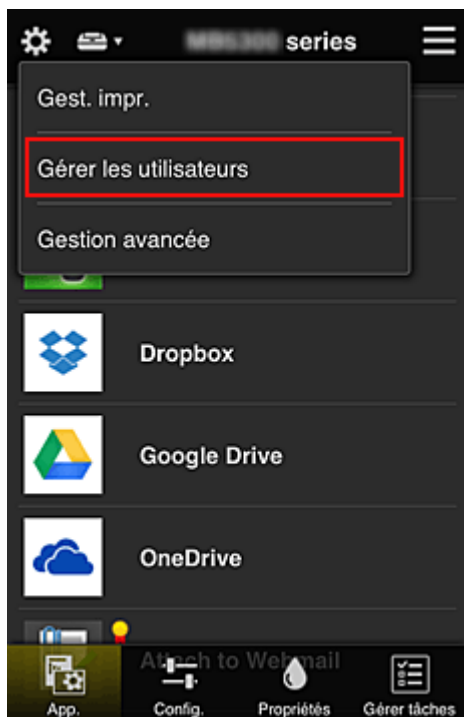 series
Gest. impr.
Gérer les utilisateurs
Gestion avancée
Dropbox
Google Drive
OneDrive
Attach to Webmail
App.
Config.
Propriétés
Gérer tâches